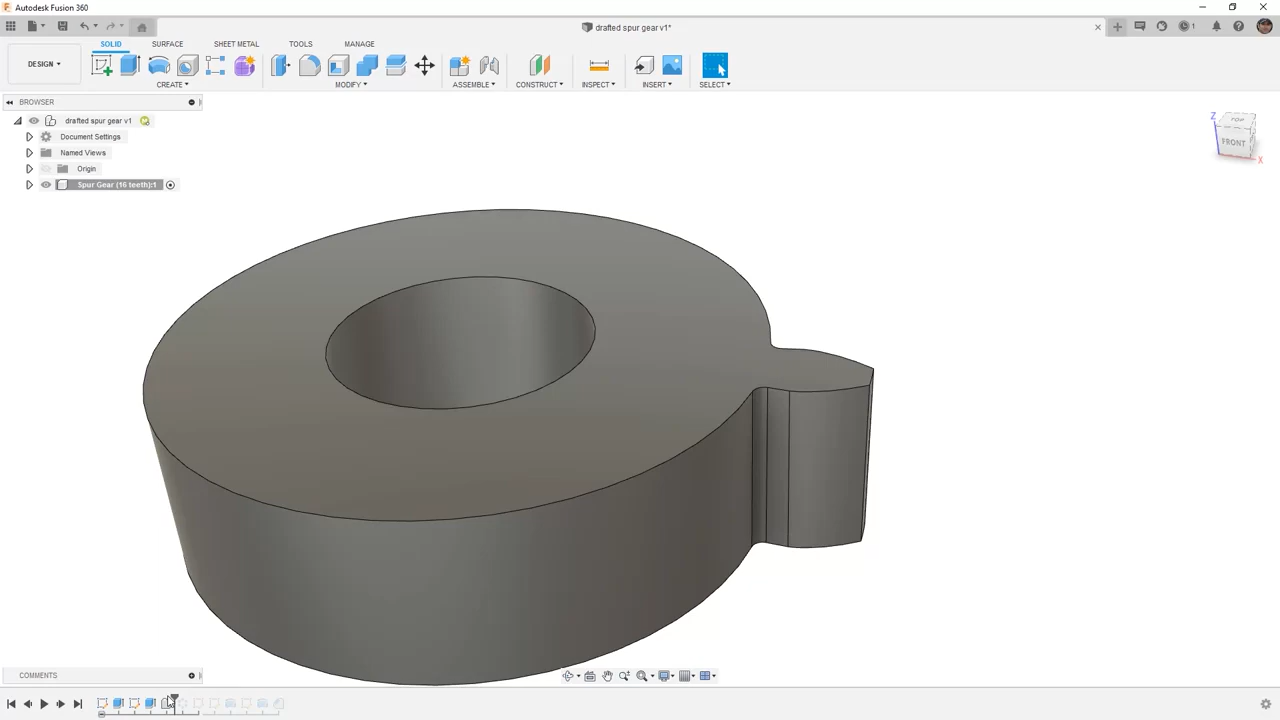 Autodesk Fusion 360
drafted spur gear v1*
1
DESIGN
SOLID
SURFACE
SHEET METAL
TOOLS
MANAGE
CREATE
MODIFY
ASSEMBLE
CONSTRUCT
INSPECT
INSERT
SELECT
BROWSER
drafted spur gear v1
Document Settings
Named Views
Origin
Spur Gear (16 teeth):1
Z
TOP
FRONT
X
COMMENTS